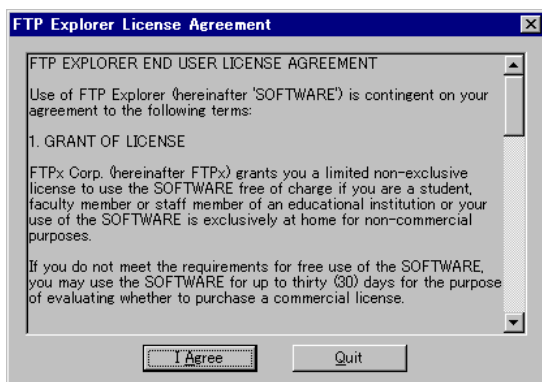 FTP Explorer License Agreement
FTP EXPLORER END USER LICENSE AGREEMENT
Use of FTP Explorer (hereinafter 'SOFTWARE') is contingent on your
agreement to the following terms:
1. GRANT OF LICENSE
FTPx Corp. (hereinafter FTPx) grants you a limited non-exclusive
license to use the SOFTWARE free of charge if you are a student,
faculty member or staff member of an educational institution or your
use of the SOFTWARE is exclusively at home for non-commercial
purposes.
If you do not meet the requirements for free use of the SOFTWARE,
you may use the SOFTWARE for up to thirty (30) days for the purpose
of evaluating whether to purchase a commercial license.
I Agree
Quit